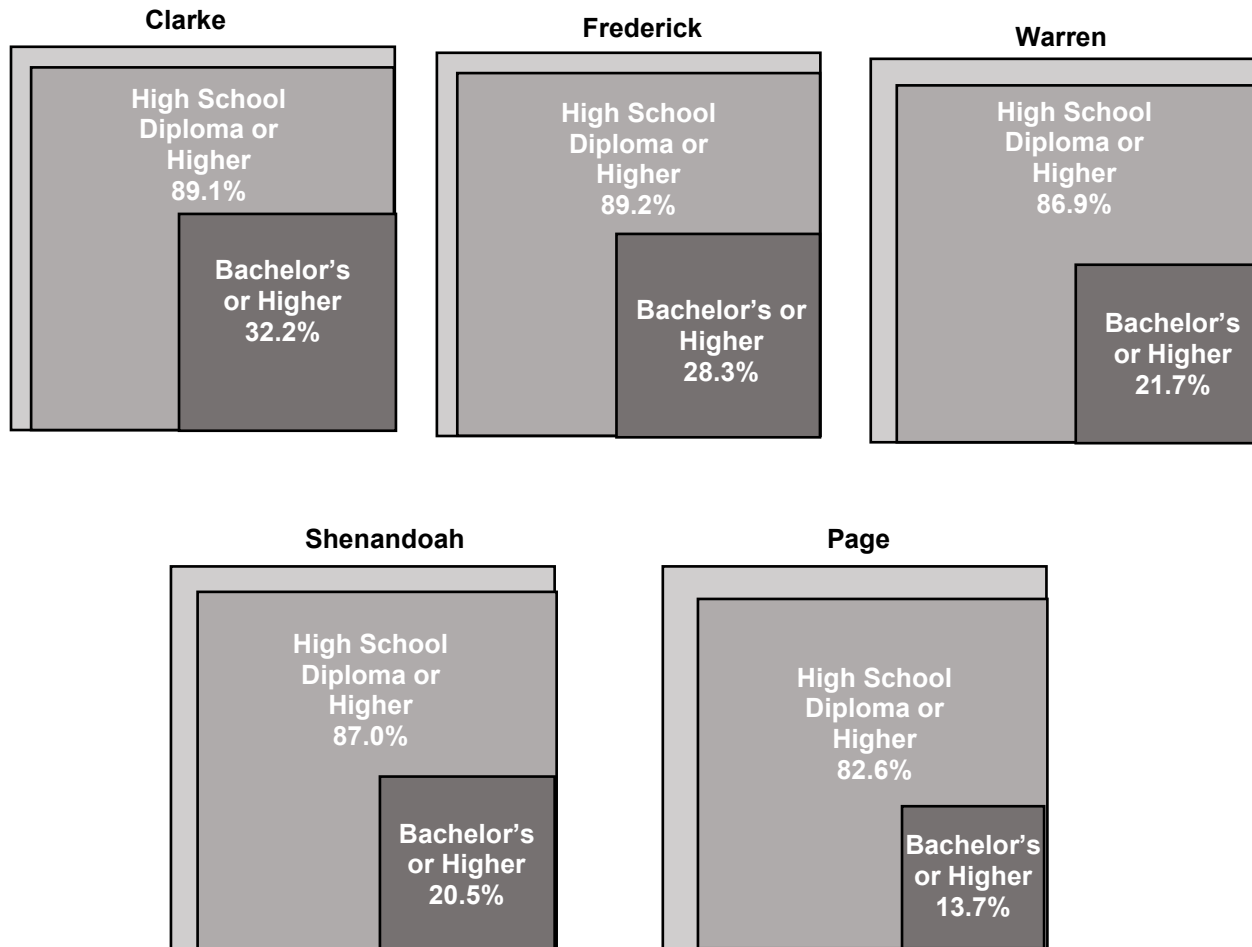 Clarke
High School
Diploma or
Higher
89.1%
Bachelor’s
or Higher
32.2%
Frederick
High School
Diploma or
Higher
89.2%
Bachelor’s or
Higher
28.3%
Warren
High School
Diploma or
Higher
86.9%
Bachelor’s
or Higher
21.7%
Shenandoah
High School
Diploma or
Higher
87.0%
Bachelor’s
or Higher
20.5%
Page
High School
Diploma or
Higher
82.6%
Bachelor’s
or Higher
13.7%